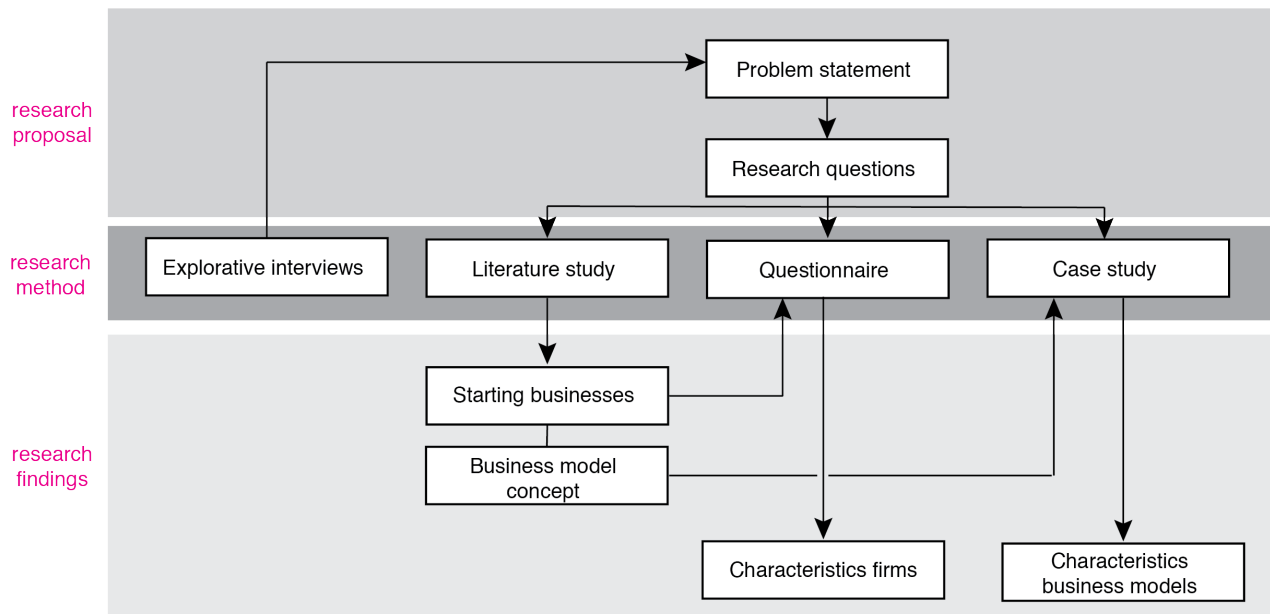 research
proposal
Problem statement
Research questions
research
method
Explorative interviews
Literature study
Questionnaire
Case study
research
findings
Starting businesses
Business model
concept
Characteristics firms
Characteristics
business models